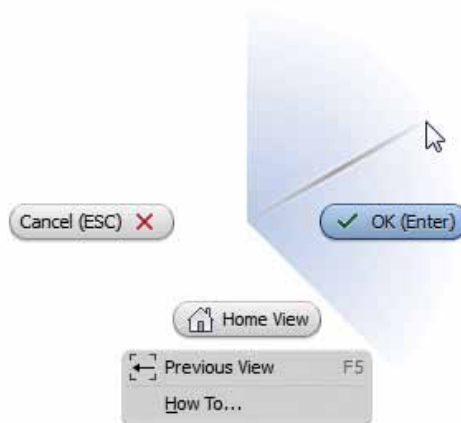 Cancel (ESC)
OK (Enter)
Home View
Previous View F5
How To...